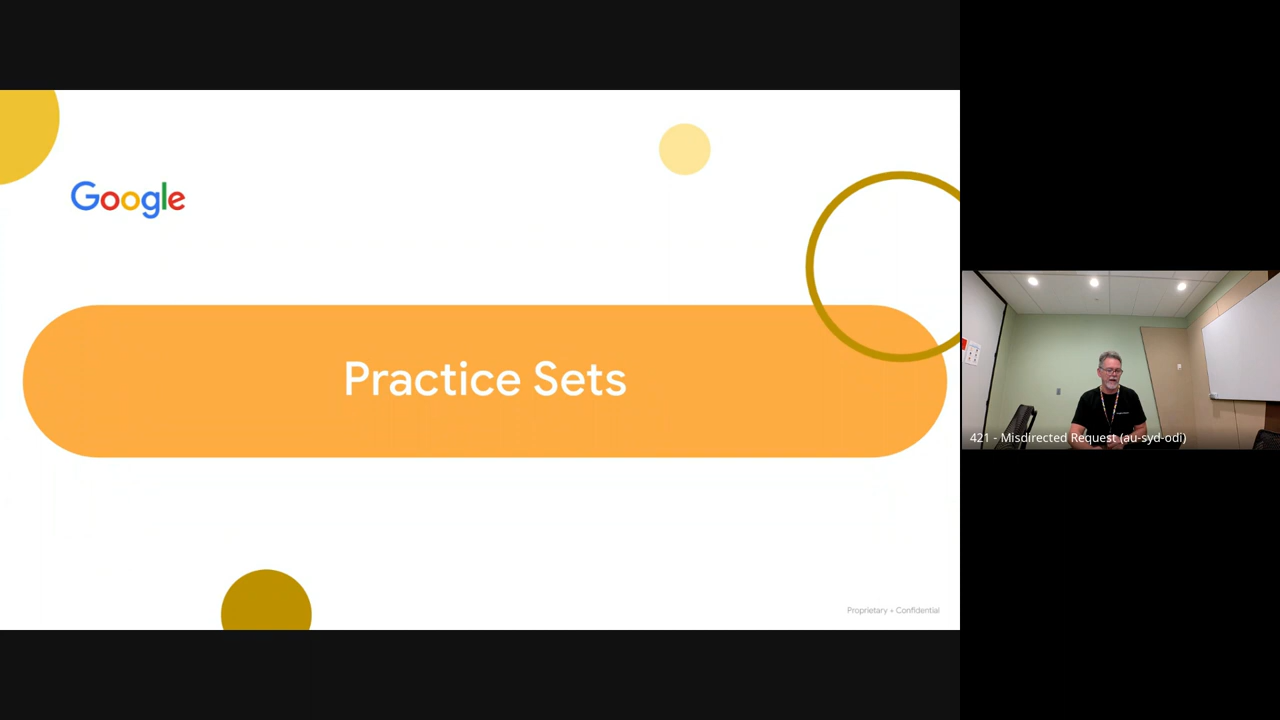 Google
Practice Sets
Proprietary + Confidential
421 - Misdirected Request (au-syd-odi)